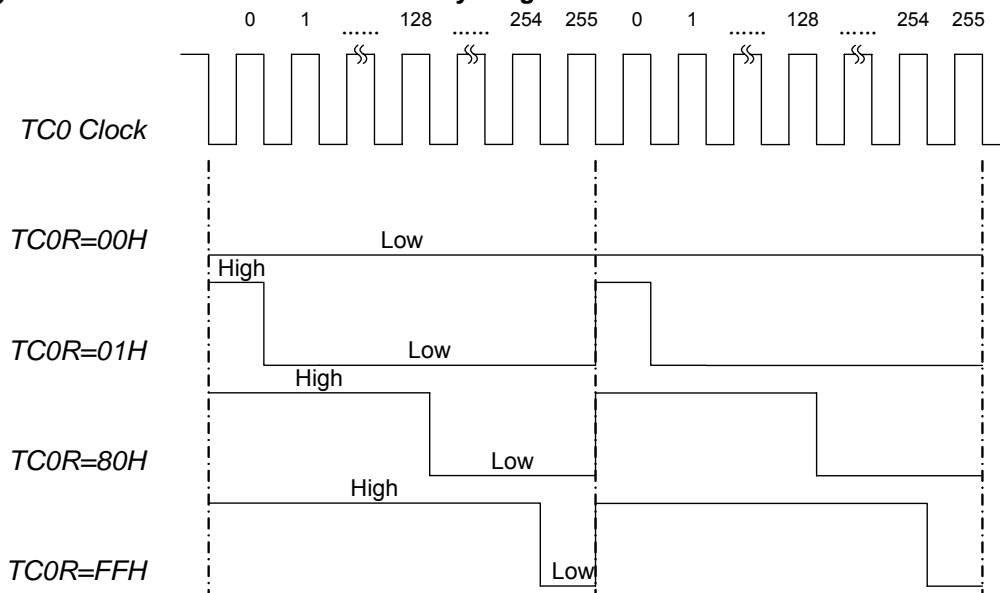 0 1 ...... 128 ...... 254 255 0 1 ...... 128 ...... 254 255
TC0 Clock
TC0R=00H
Low
High
TC0R=01H
Low
High
TC0R=80H
Low
High
TC0R=FFH
Low